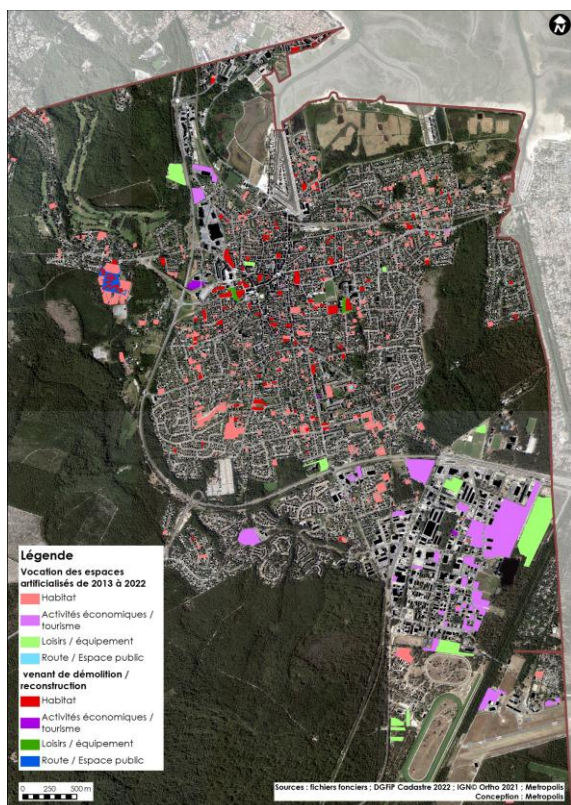 N
Légende
Vocation des espaces
artificialisés de 2013 à 2022
Habitat
Activités économiques /
tourisme
Loisirs / équipement
Route / Espace public
venant de démolition /
reconstruction
Habitat
Activités économiques /
tourisme
Loisirs / équipement
Route / Espace public
0 250 500 m
Sources : fichiers fonciers ; DGFiP Cadastre 2022 ; IGN© Ortho 2021 ; Metropolis
Conception : Metropolis